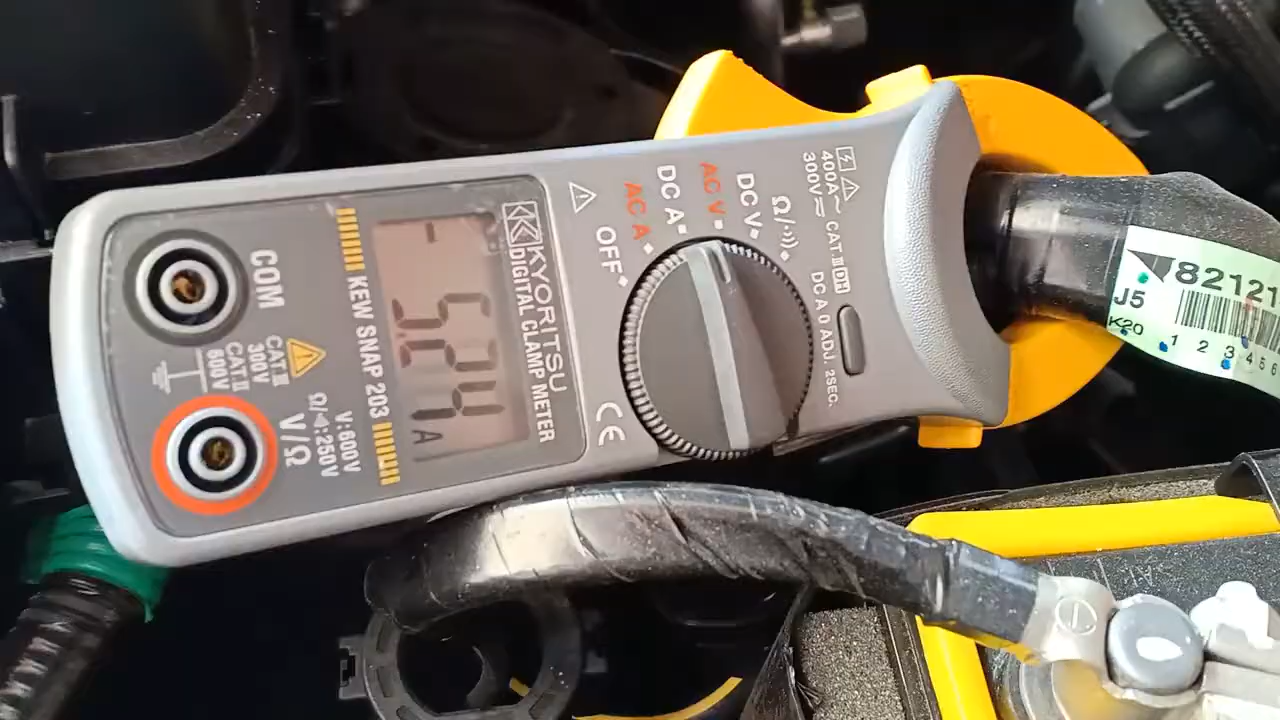 KYORITSU
DIGITAL CLAMP METER
KEW SNAP 203
OFF
AC A
DC A
AC V
DC V
Ω/
400A CAT.III DH
300V
DC A 0 ADJ. 2SEC.
CE
A
COM
CAT.III
300V
CAT.II
600V
V/Ω
V:600V
Ω/ :250V
82121
J5
K20
1 2 3 4 5 6